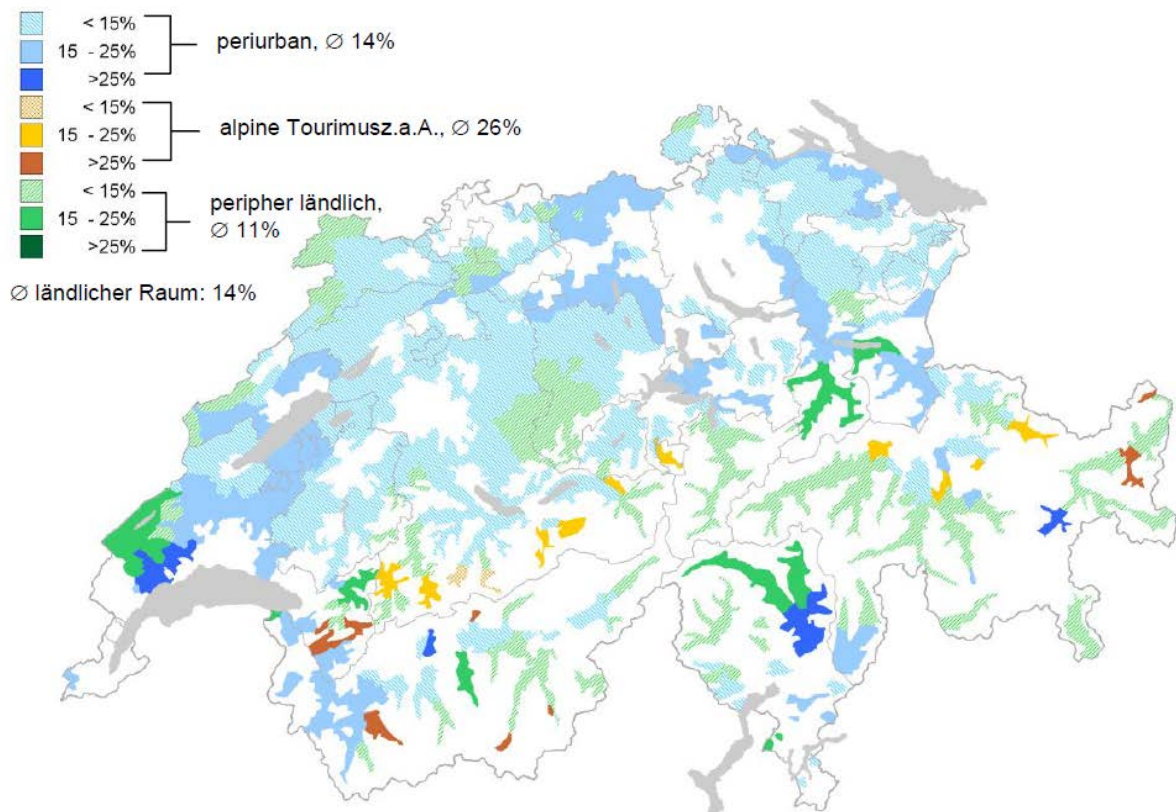 < 15%
15 - 25%
>25%
periurban, ∅ 14%
< 15%
15 - 25%
>25%
alpine Tourimusz.a.A., ∅ 26%
< 15%
15 - 25%
>25%
peripher ländlich,
∅ 11%
∅ ländlicher Raum: 14%